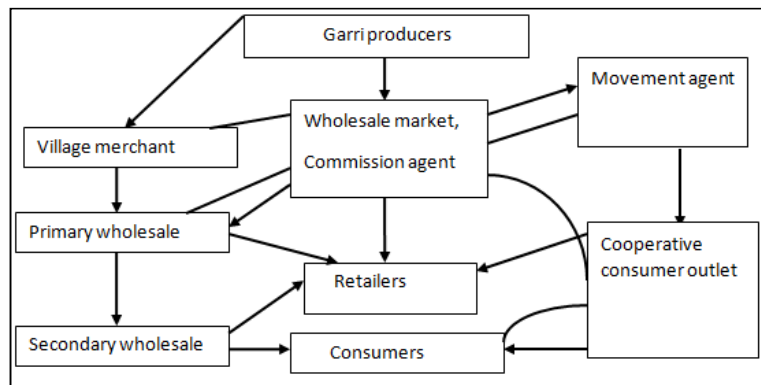 Garri producers
Movement agent
Wholesale market,
Commission agent
Village merchant
Primary wholesale
Cooperative
consumer outlet
Retailers
Secondary wholesale
Consumers